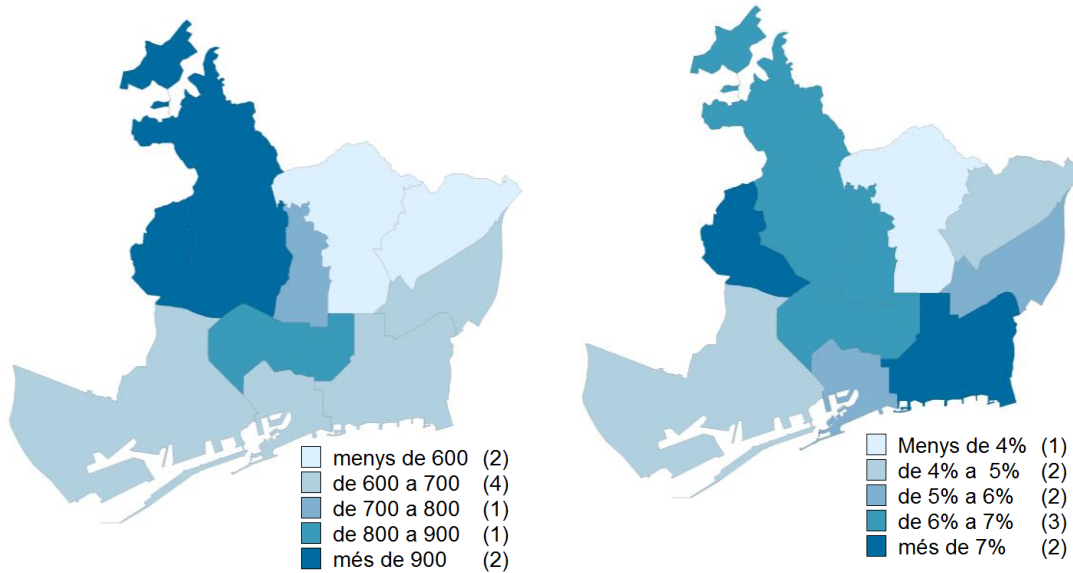 menys de 600 (2)
de 600 a 700 (4)
de 700 a 800 (1)
de 800 a 900 (1)
més de 900 (2)
Menys de 4% (1)
de 4% a 5% (2)
de 5% a 6% (2)
de 6% a 7% (3)
més de 7% (2)